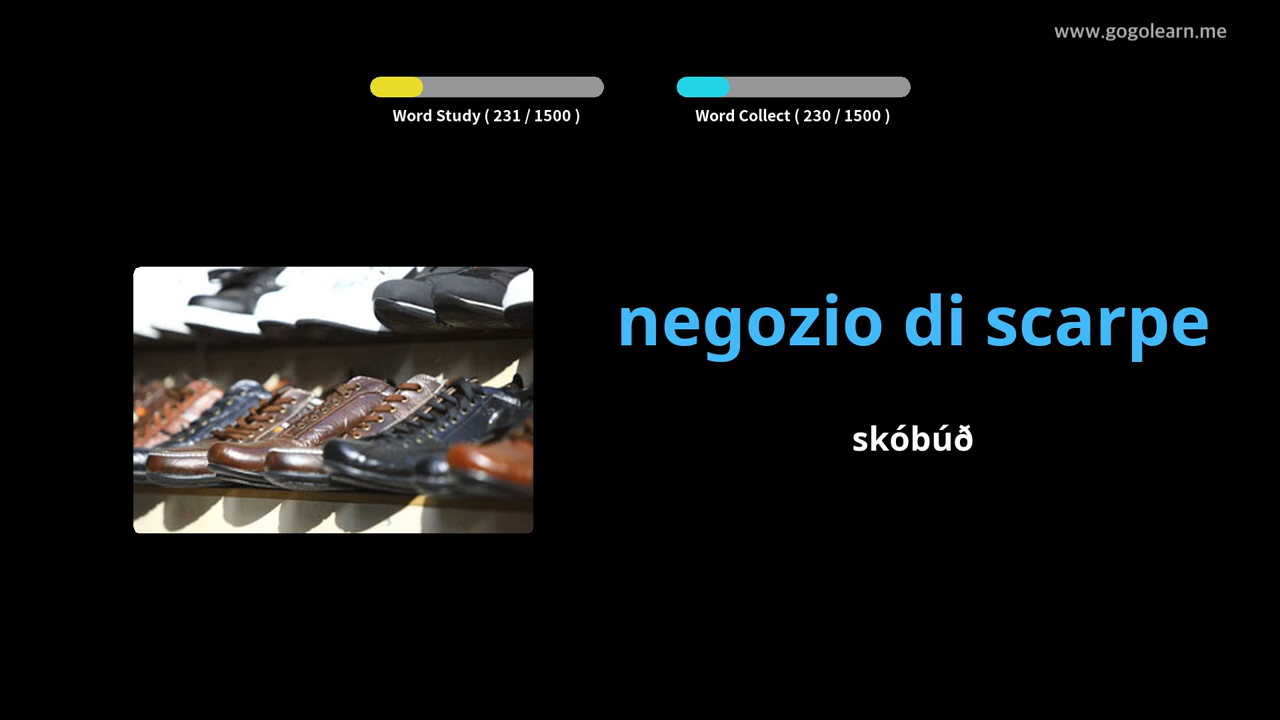 www.gogolearn.me
Word Study ( 231 / 1500 )
Word Collect ( 230 / 1500 )
negozio di scarpe
skóbúð